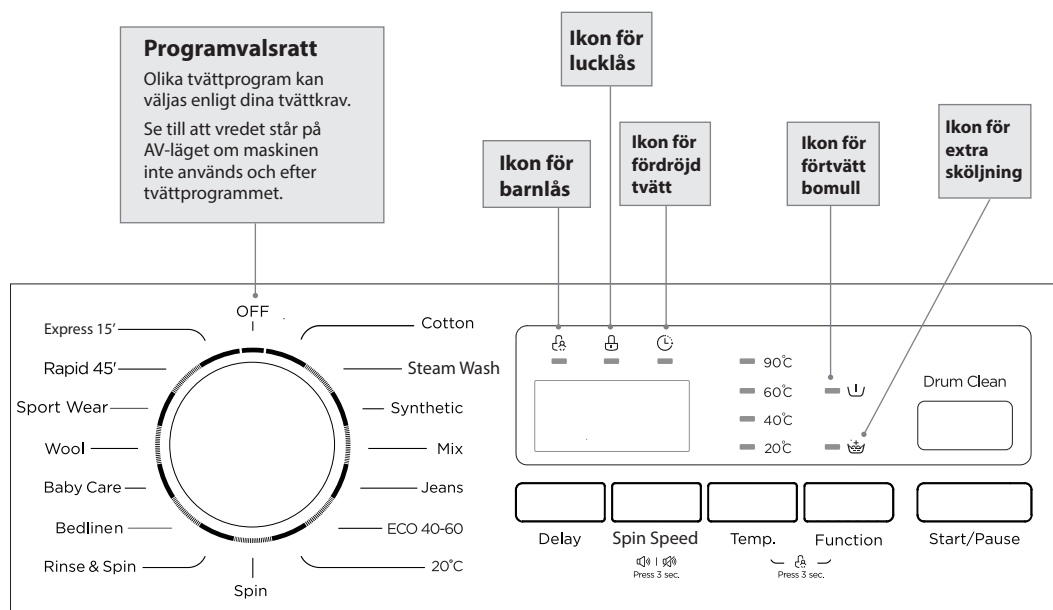 Programvalsratt
Olika tvättprogram kan
väljas enligt dina tvättkrav.
Se till att vredet står på
AV-läget om maskinen
inte används och efter
tvättprogrammet.
Ikon för
barnlås
Ikon för
lucklås
Ikon för
fördröjd
tvätt
Ikon för
förtvätt
bomull
Ikon för
extra
sköljning
OFF
Express 15’
Rapid 45’
Sport Wear
Wool
Baby Care
Bedlinen
Rinse & Spin
Spin
Cotton
Steam Wash
Synthetic
Mix
Jeans
ECO 40-60
20°C
90°C
60°C
40°C
20°C
Drum Clean
Delay
Spin Speed
Press 3 sec.
Temp.
Function
Press 3 sec.
Start/Pause